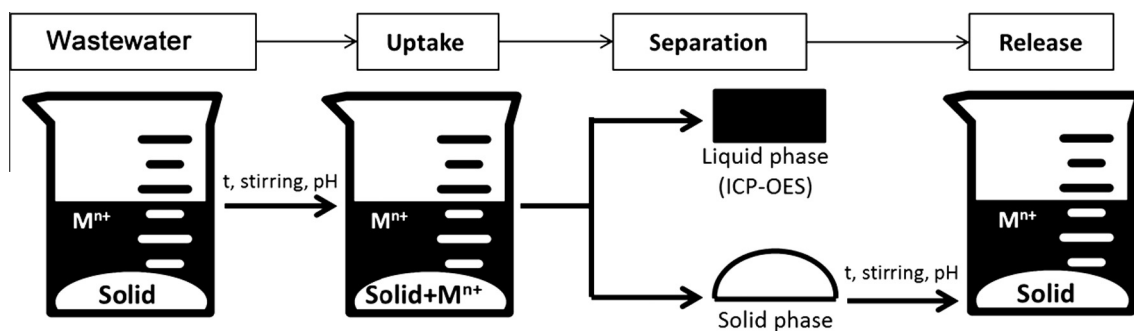 Wastewater
Uptake
Separation
Release
t, stirring, pH
Mⁿ⁺
Solid
Mⁿ⁺
Solid+Mⁿ⁺
Liquid phase
(ICP-OES)
Solid phase
t, stirring, pH
Mⁿ⁺
Solid